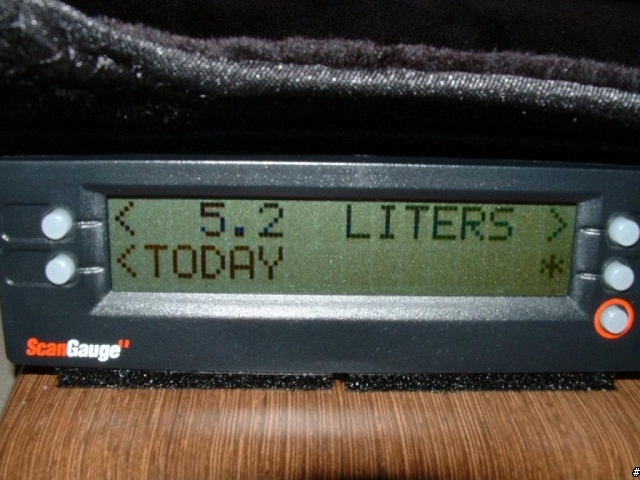 < 5.2 LITERS >
<TODAY *
ScanGauge II
#